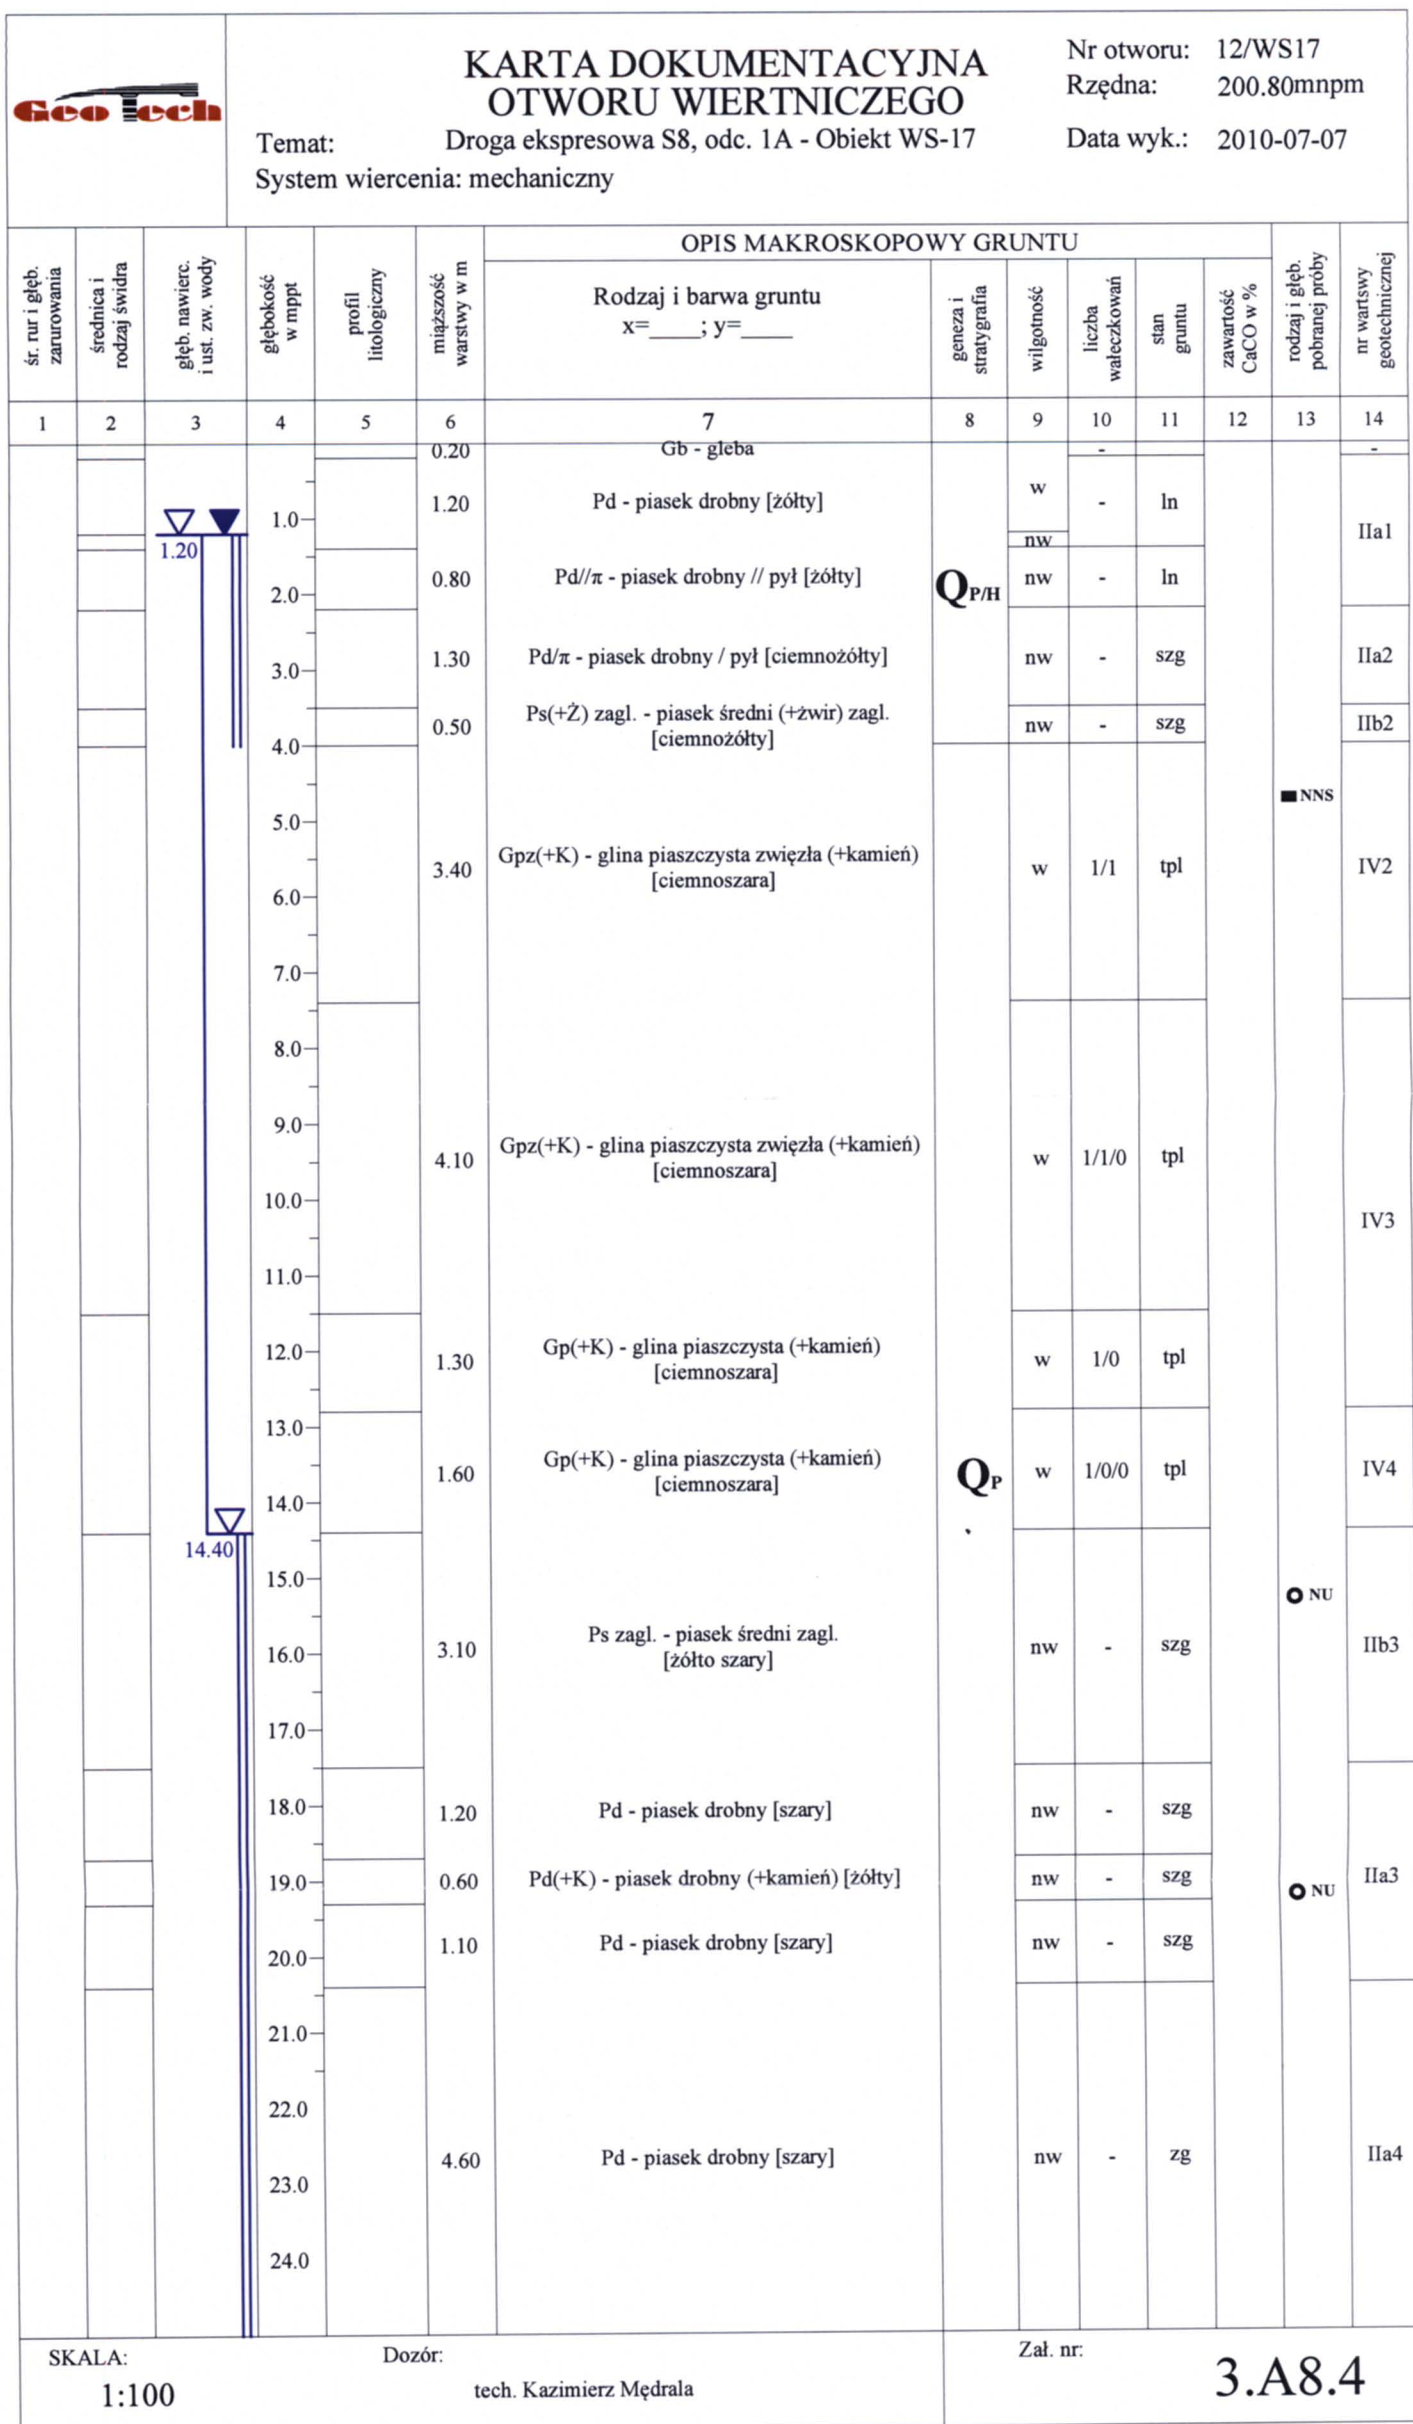 GeoTech
KARTA DOKUMENTACYJNA
OTWORU WIERTNICZEGO
Temat: Droga ekspresowa S8, odc. 1A - Obiekt WS-17
System wiercenia: mechaniczny
Nr otworu: 12/WS17
Rzędna: 200.80mnpm
Data wyk.: 2010-07-07
śr. rur i głęb.
zarurowania
średnica i
rodzaj świdra
głęb. nawierc.
i ust. zw. wody
głębokość
w mppt
profil
litologiczny
miąższość
warstwy w m
OPIS MAKROSKOPOWY GRUNTU
Rodzaj i barwa gruntu
x=____; y=____
geneza i
stratygrafia
wilgotność
liczba
wałeczkowań
stan
gruntu
zawartość
CaCO w %
rodzaj i głęb.
pobranej próby
nr wartswy
geotechnicznej
1 2 3 4 5 6 7 8 9 10 11 12 13 14
0.20 Gb - gleba - -
1.0 1.20 Pd - piasek drobny [żółty] w - ln
1.20 nw IIa1
2.0 0.80 Pd//π - piasek drobny // pył [żółty] QP/H nw - ln
3.0 1.30 Pd/π - piasek drobny / pył [ciemnożółty] nw - szg IIa2
0.50 Ps(+Ż) zagl. - piasek średni (+żwir) zagl. nw - szg IIb2
4.0 [ciemnożółty]
NNS
5.0
3.40 Gpz(+K) - glina piaszczysta zwięzła (+kamień) w 1/1 tpl IV2
[ciemnoszara]
6.0
7.0
8.0
9.0
4.10 Gpz(+K) - glina piaszczysta zwięzła (+kamień) w 1/1/0 tpl
[ciemnoszara]
10.0
IV3
11.0
12.0 1.30 Gp(+K) - glina piaszczysta (+kamień) w 1/0 tpl
[ciemnoszara]
13.0
1.60 Gp(+K) - glina piaszczysta (+kamień) QP w 1/0/0 tpl IV4
[ciemnoszara]
14.0
14.40
15.0 NU
16.0 3.10 Ps zagl. - piasek średni zagl. nw - szg IIb3
[żółto szary]
17.0
18.0 1.20 Pd - piasek drobny [szary] nw - szg
19.0 0.60 Pd(+K) - piasek drobny (+kamień) [żółty] nw - szg NU IIa3
20.0 1.10 Pd - piasek drobny [szary] nw - szg
21.0
22.0
4.60 Pd - piasek drobny [szary] nw - zg IIa4
23.0
24.0
SKALA:
1:100
Dozór:
tech. Kazimierz Mędrala
Zał. nr:
3.A8.4